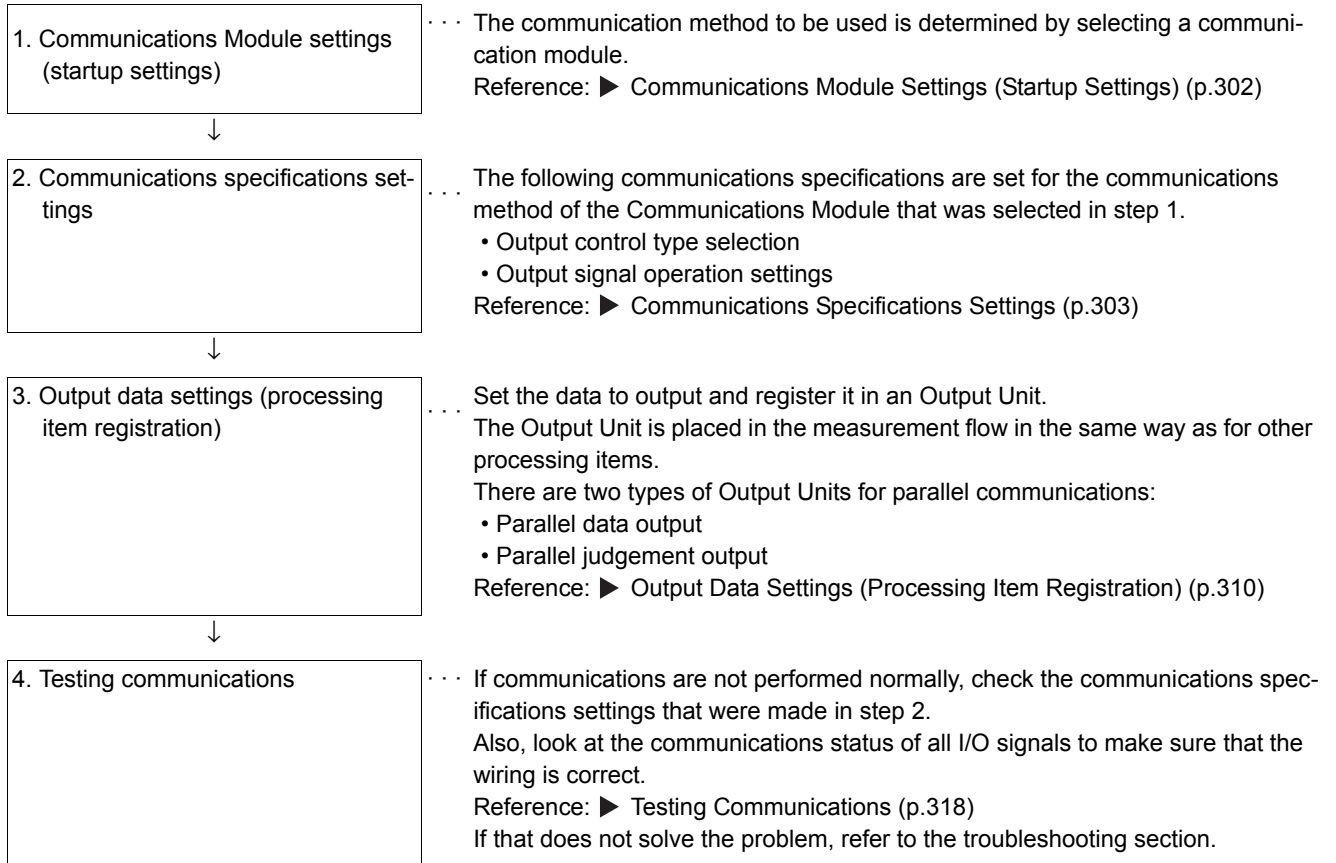 1. Communications Module settings
(startup settings)
· · · The communication method to be used is determined by selecting a communi-
cation module.
Reference: ▶ Communications Module Settings (Startup Settings) (p.302)
↓
2. Communications specifications set-
tings
· · · The following communications specifications are set for the communications
method of the Communications Module that was selected in step 1.
• Output control type selection
• Output signal operation settings
Reference: ▶ Communications Specifications Settings (p.303)
↓
3. Output data settings (processing
item registration)
· · · Set the data to output and register it in an Output Unit.
The Output Unit is placed in the measurement flow in the same way as for other
processing items.
There are two types of Output Units for parallel communications:
• Parallel data output
• Parallel judgement output
Reference: ▶ Output Data Settings (Processing Item Registration) (p.310)
↓
4. Testing communications
· · · If communications are not performed normally, check the communications spec-
ifications settings that were made in step 2.
Also, look at the communications status of all I/O signals to make sure that the
wiring is correct.
Reference: ▶ Testing Communications (p.318)
If that does not solve the problem, refer to the troubleshooting section.